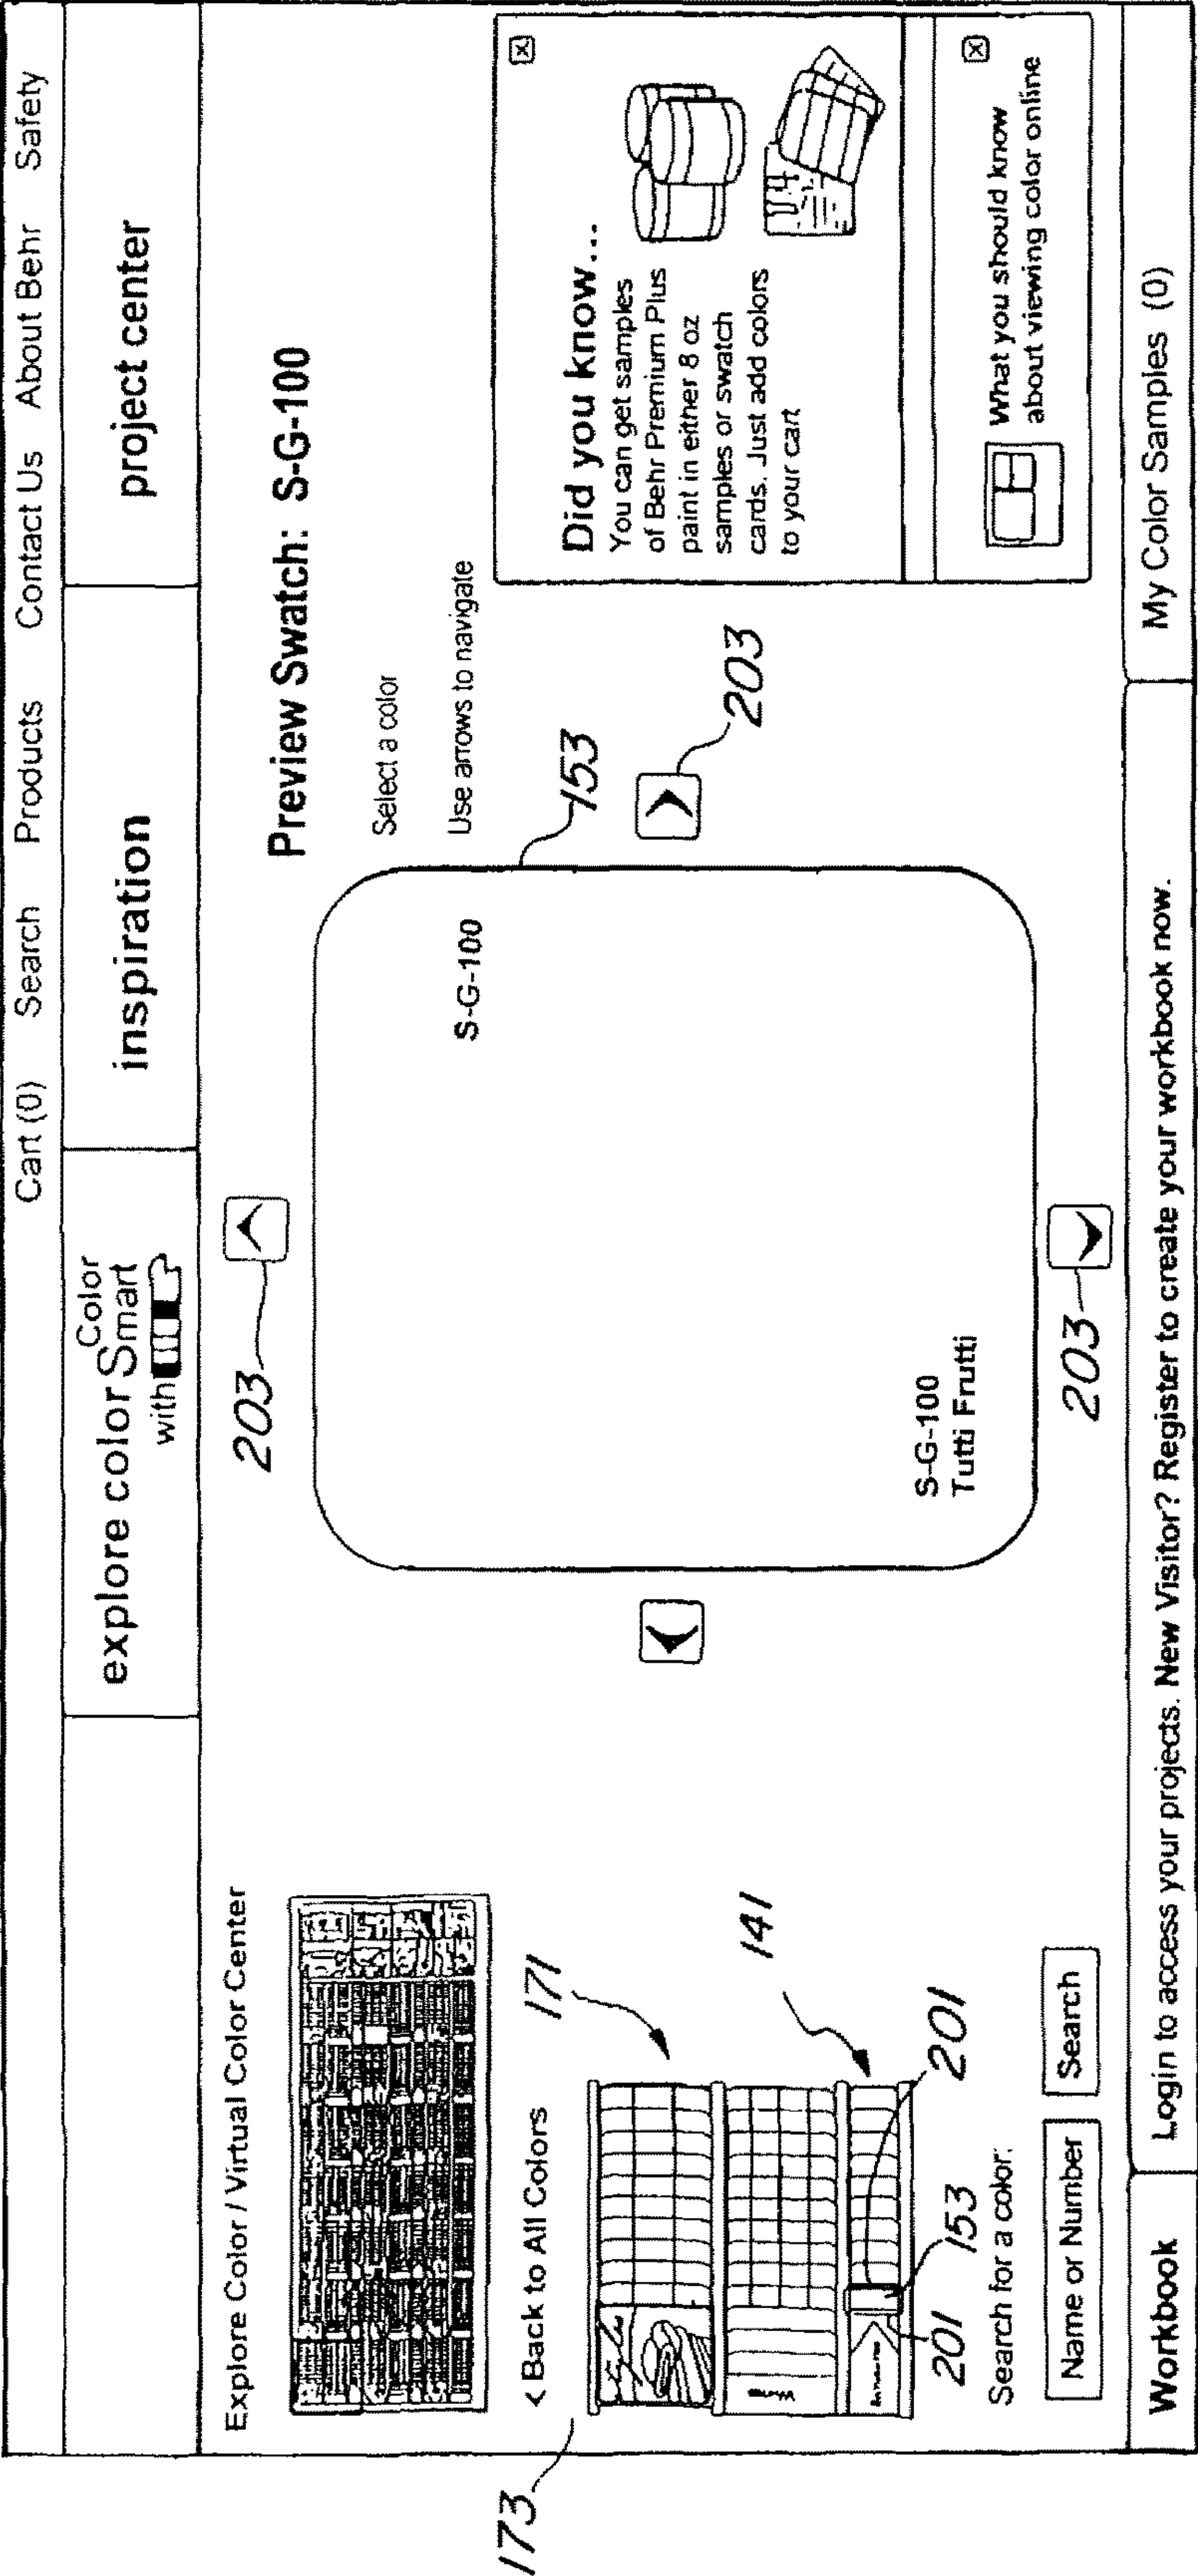 Cart (0) Search Products Contact Us About Behr Safety
explore color
with
Color
Smart
inspiration
project center
Explore Color / Virtual Color Center
< Back to All Colors
173
171
141
201
153
201
Search for a color:
Name or Number
Search
203
Preview Swatch: S-G-100
Select a color
Use arrows to navigate
153
203
S-G-100
S-G-100
Tutti Frutti
203
Did you know...
You can get samples
of Behr Premium Plus
paint in either 8 oz
samples or swatch
cards. Just add colors
to your cart
What you should know
about viewing color online
Workbook
Login to access your projects. New Visitor? Register to create your workbook now.
My Color Samples (0)